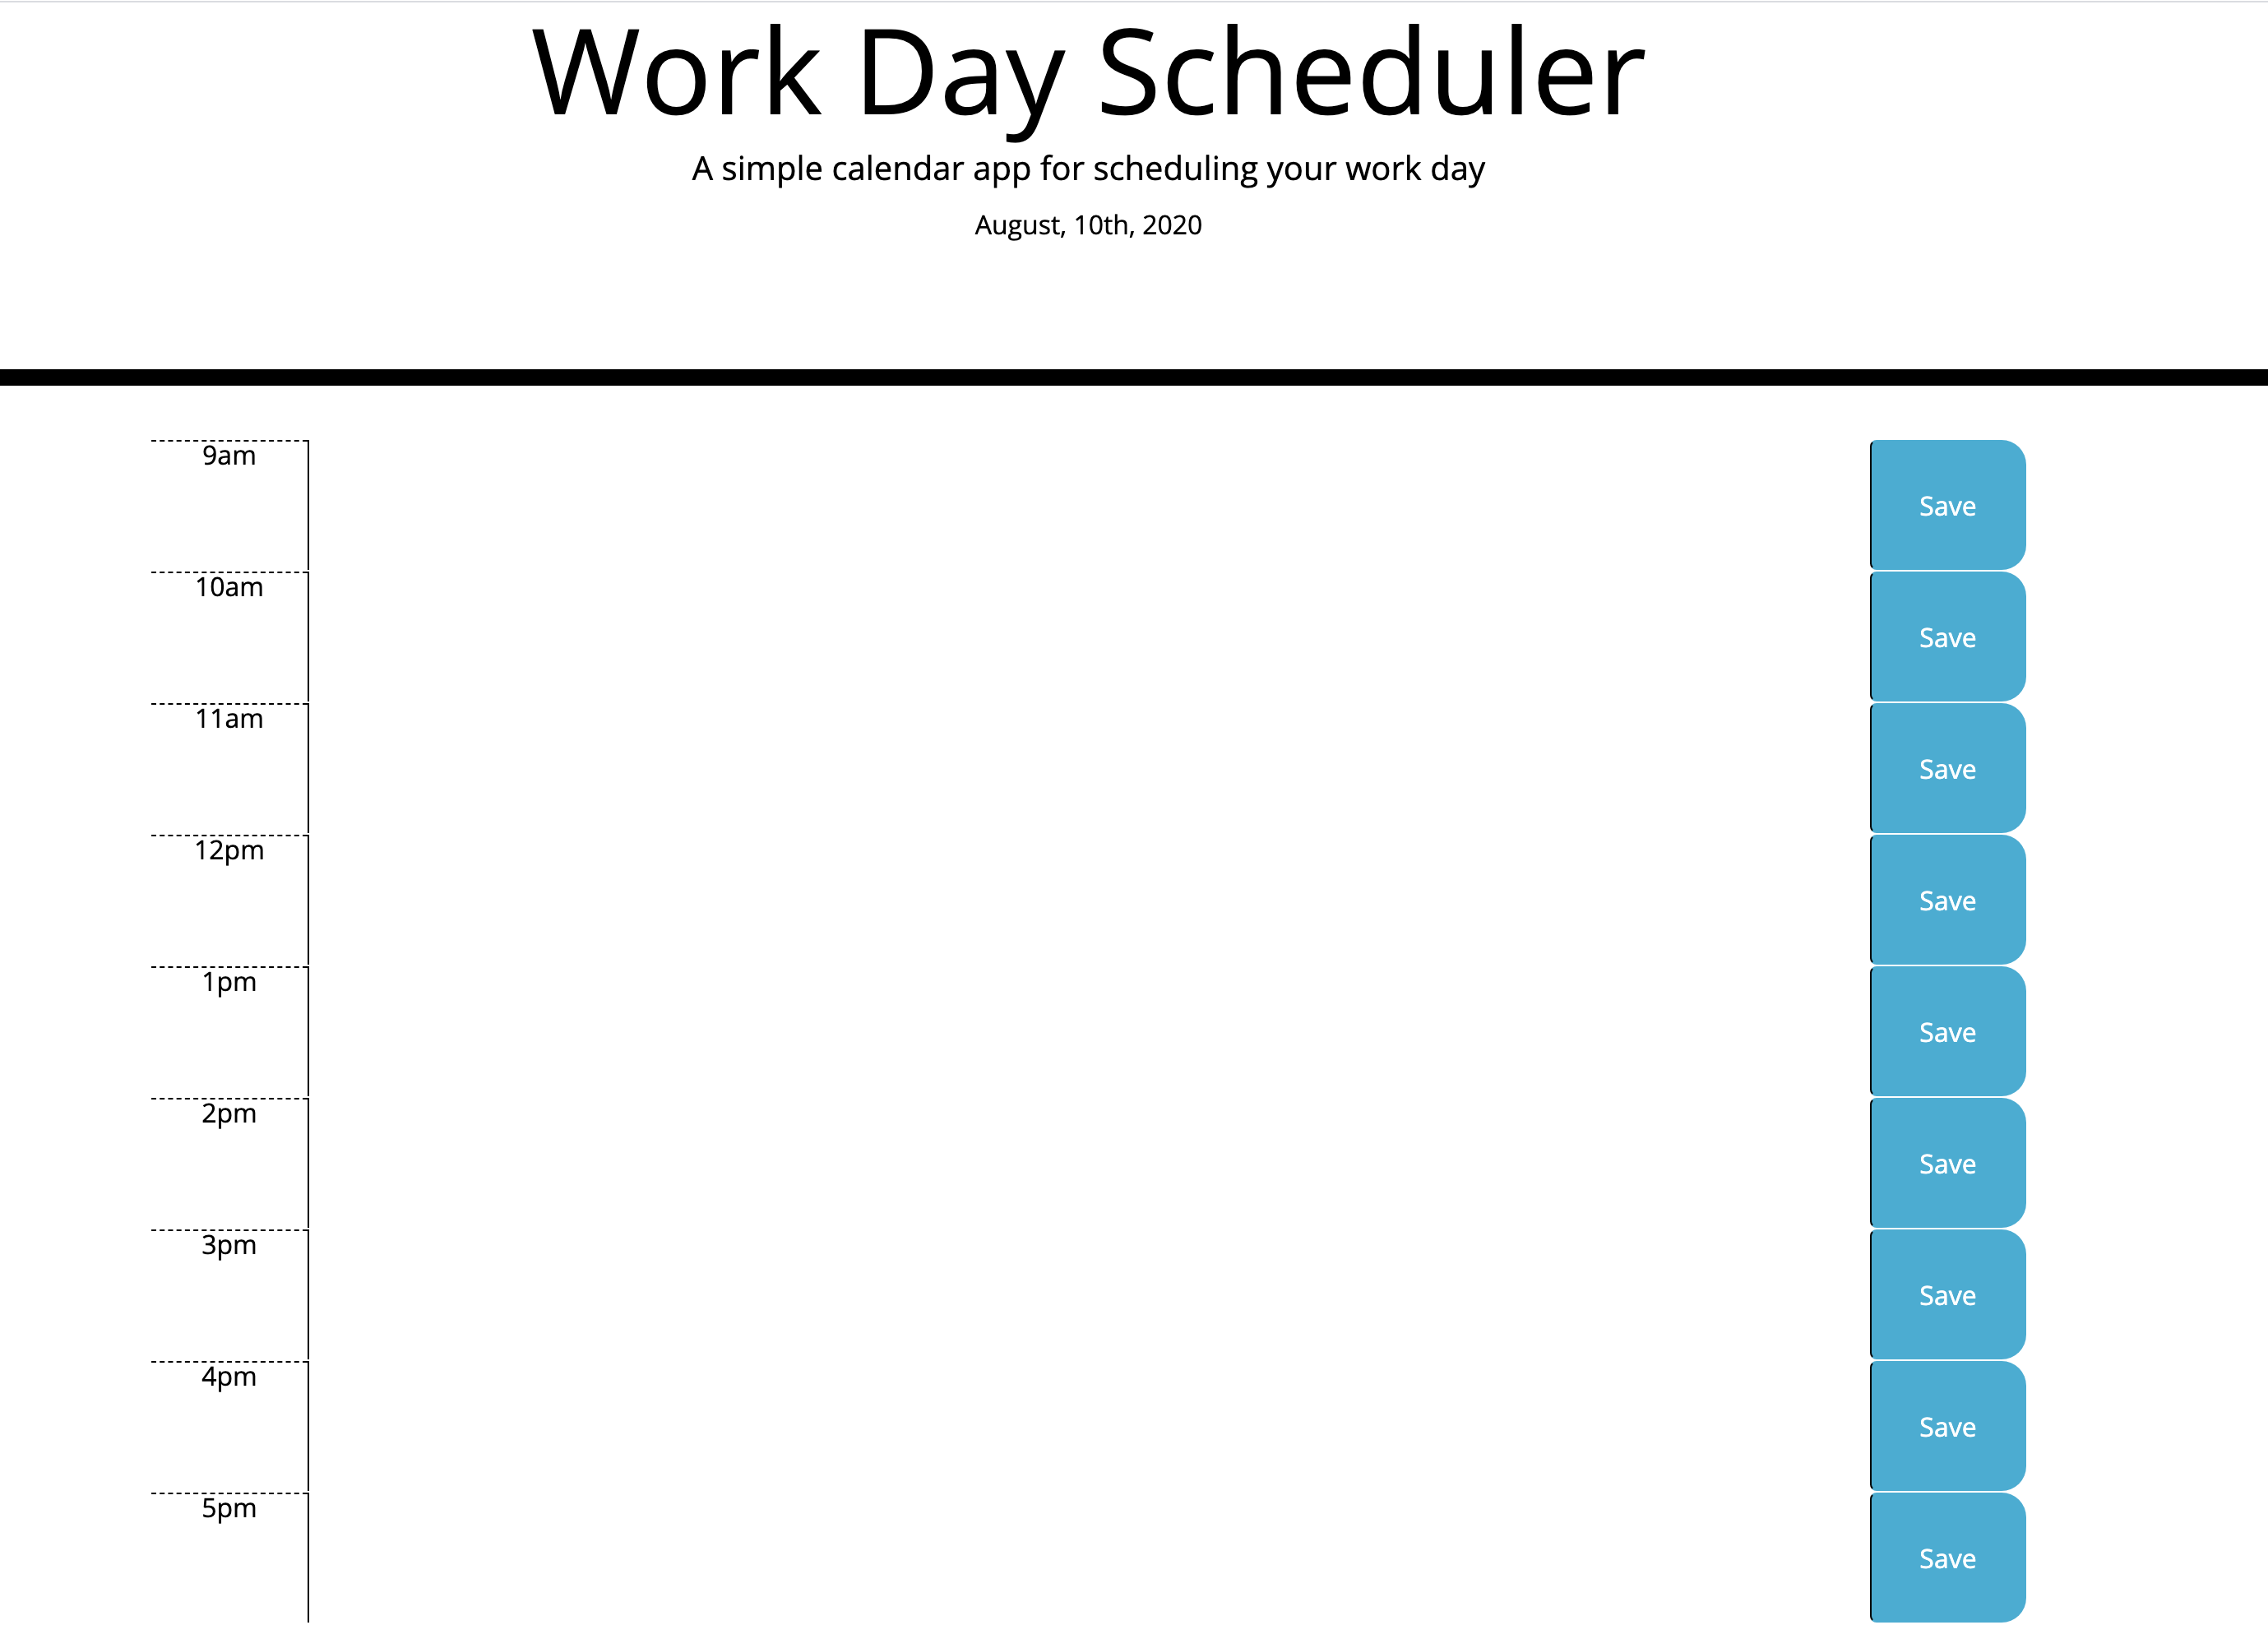 Work Day Scheduler
A simple calendar app for scheduling your work day
August, 10th, 2020
9am
Save
10am
Save
11am
Save
12pm
Save
1pm
Save
2pm
Save
3pm
Save
4pm
Save
5pm
Save